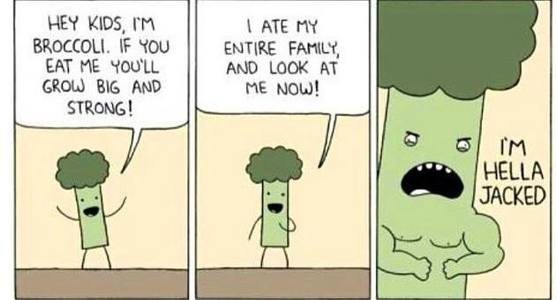 HEY KIDS, I'M
BROCCOLI. IF YOU
EAT ME YOU'LL
GROW BIG AND
STRONG!
I ATE MY
ENTIRE FAMILY,
AND LOOK AT
ME NOW!
I'M
HELLA
JACKED